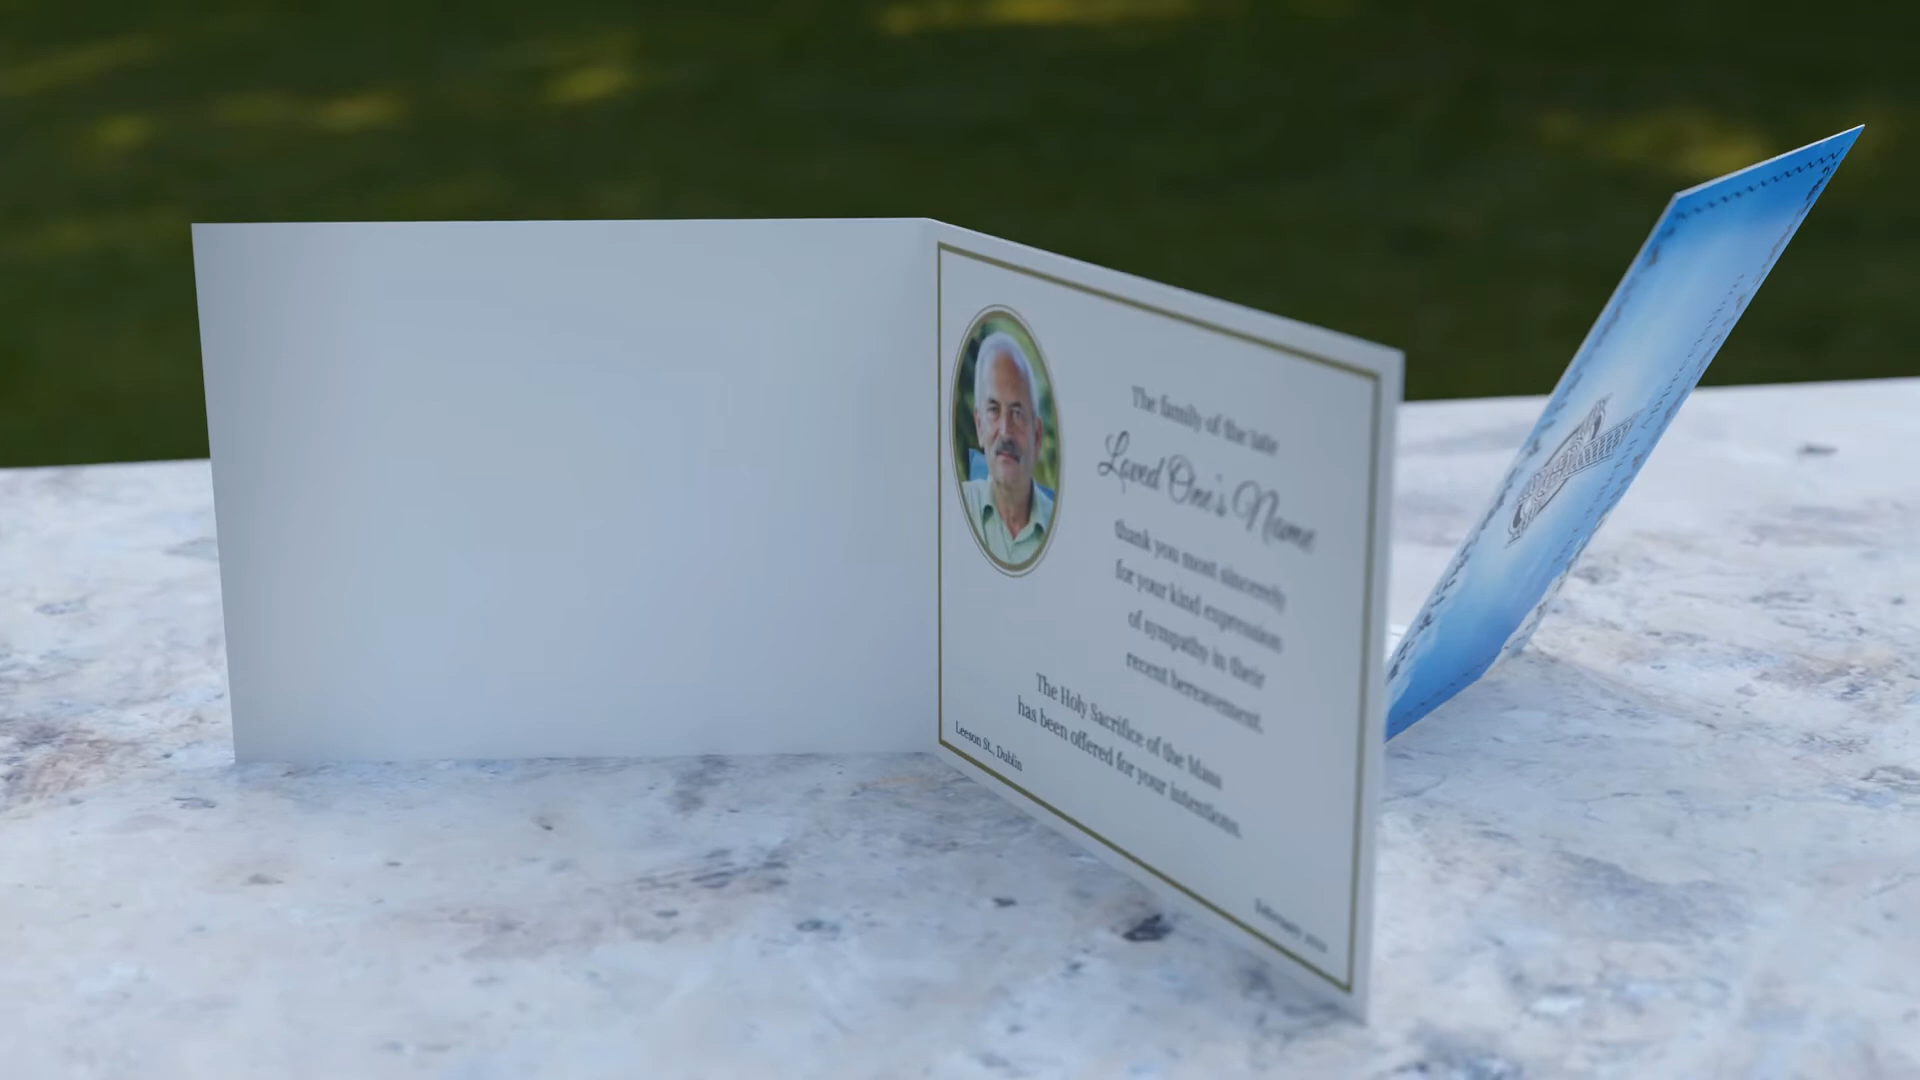 The family of the late
Loved One's Name
thank you most sincerely
for your kind expression
of sympathy in their
recent bereavement.
The Holy Sacrifice of the Mass
has been offered for your intentions.
Leeson St., Dublin